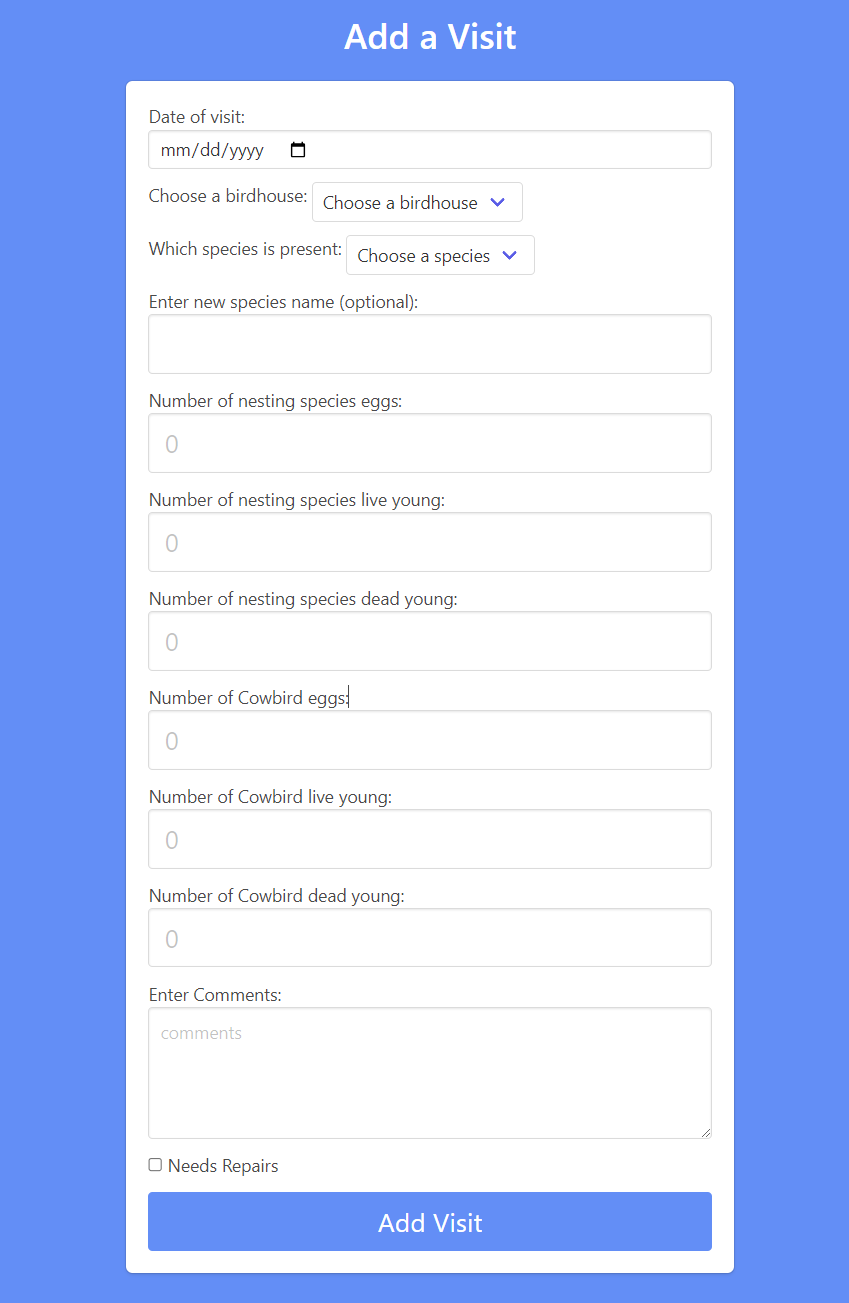 Add a Visit
Date of visit:
mm/dd/yyyy
Choose a birdhouse: Choose a birdhouse
Which species is present: Choose a species
Enter new species name (optional):
Number of nesting species eggs:
0
Number of nesting species live young:
0
Number of nesting species dead young:
0
Number of Cowbird eggs:
0
Number of Cowbird live young:
0
Number of Cowbird dead young:
0
Enter Comments:
comments
Needs Repairs
Add Visit